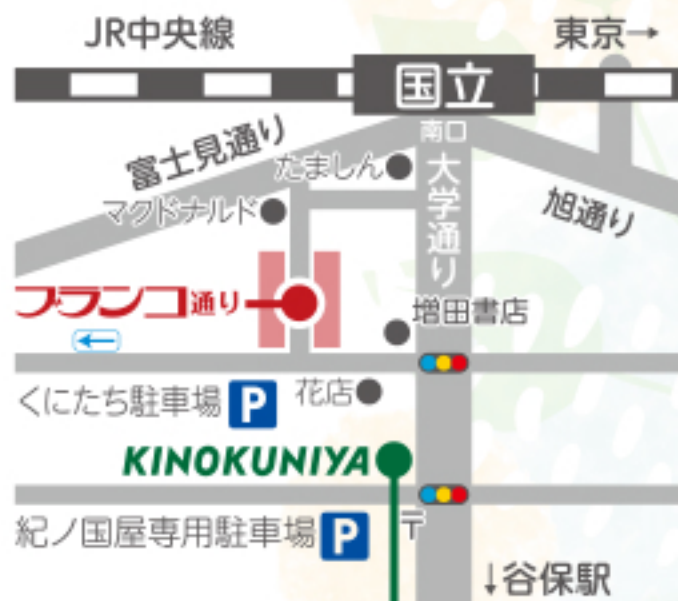 JR中央線
東京→
国立
南口
富士見通り
たましん
大学通り
旭通り
マクドナルド
ブランコ通り
増田書店
←
くにたち駐車場 P
花店
KINOKUNIYA
紀ノ国屋専用駐車場 P
〒
↓谷保駅